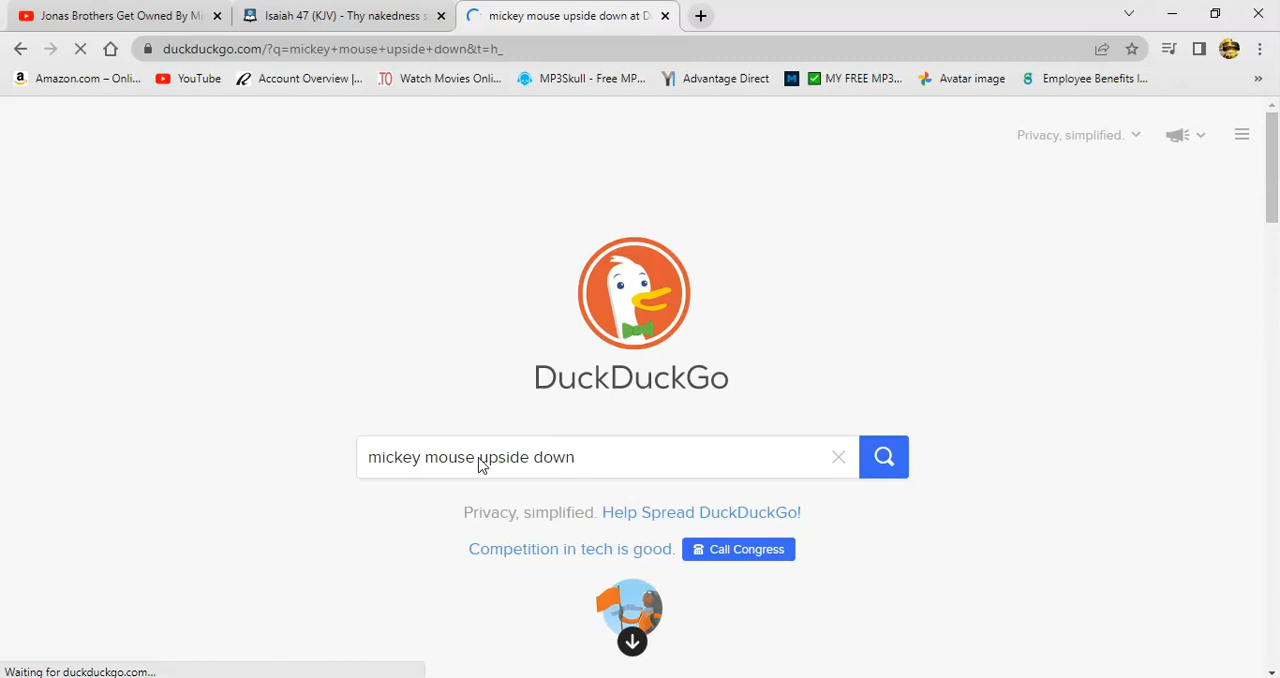 Jonas Brothers Get Owned By Mi
Isaiah 47 (KJV) - Thy nakedness s
mickey mouse upside down at D
duckduckgo.com/?q=mickey+mouse+upside+down&t=h_
Amazon.com – Onli...
YouTube
Account Overview |...
.TO Watch Movies Onlin...
MP3Skull - Free MP...
Advantage Direct
MY FREE MP3...
Avatar image
Employee Benefits I...
»
Privacy, simplified.
DuckDuckGo
mickey mouse upside down
Privacy, simplified. Help Spread DuckDuckGo!
Competition in tech is good. Call Congress
Waiting for duckduckgo.com...